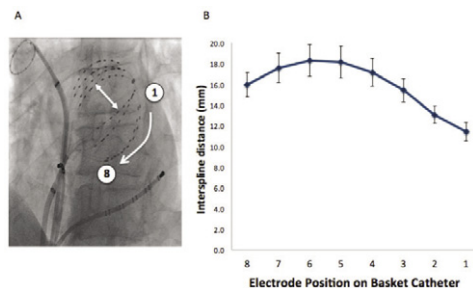 A
1
8
B
Interspline distance (mm)
20.0
18.0
16.0
14.0
12.0
10.0
8.0
6.0
4.0
2.0
0.0
8 7 6 5 4 3 2 1
Electrode Position on Basket Catheter